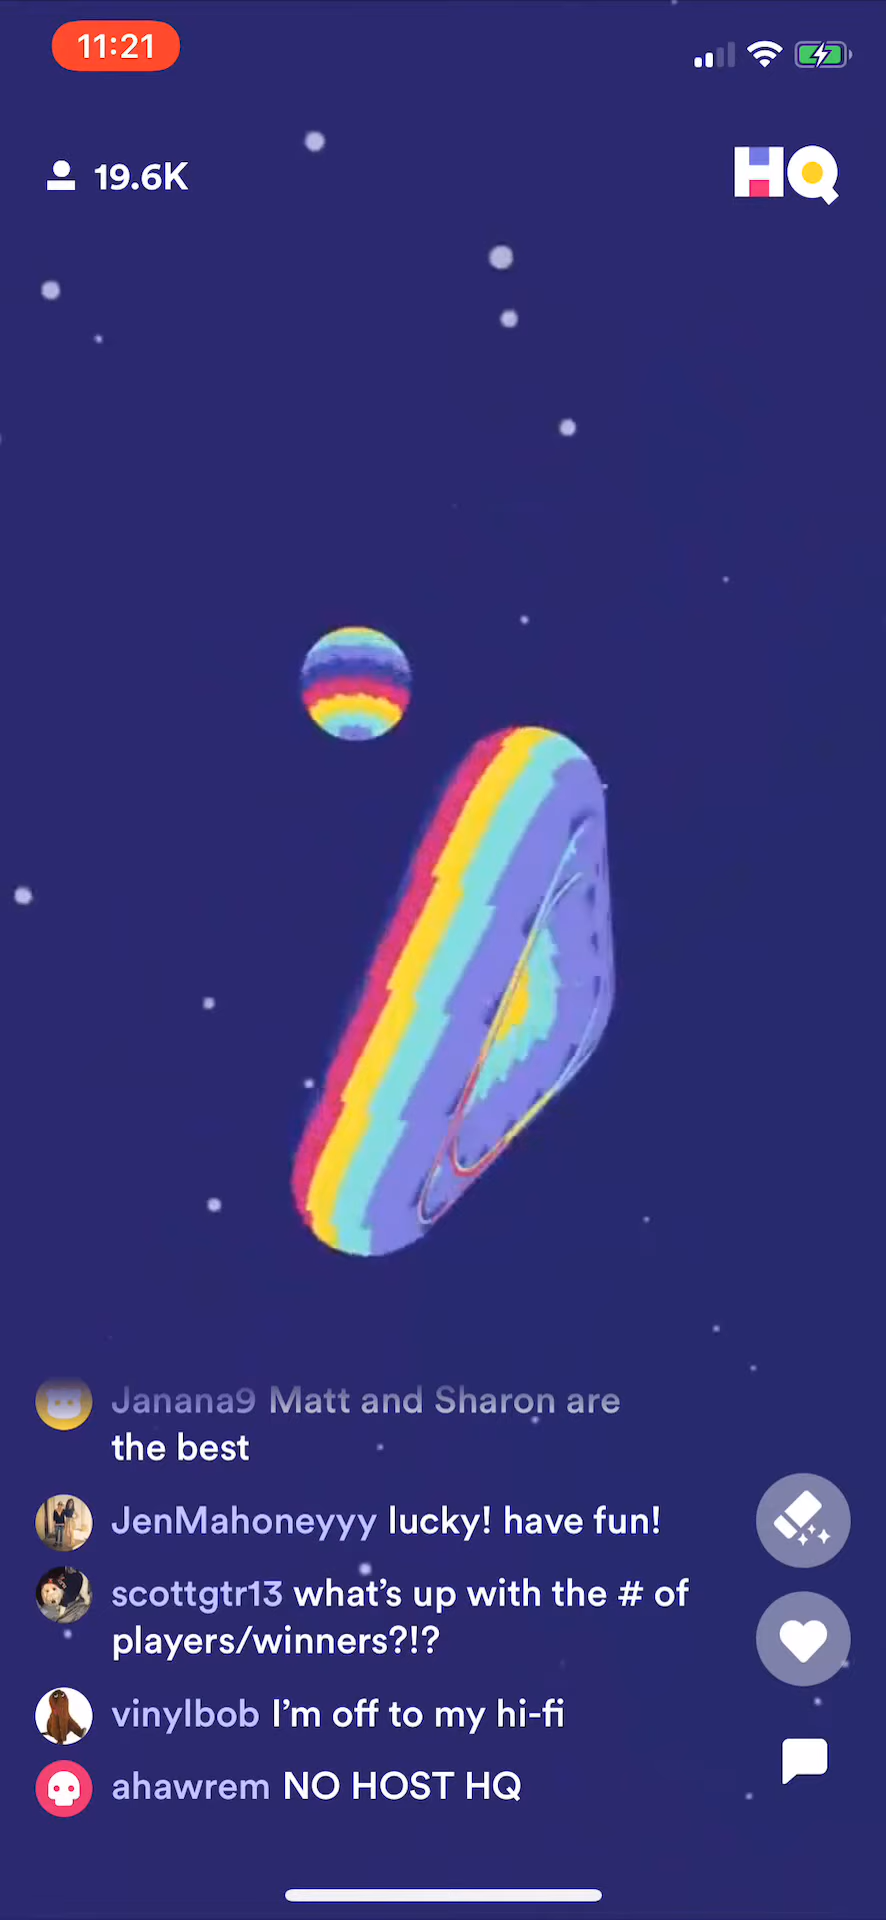 11:21
19.6K
HQ
Janana9 Matt and Sharon are
the best
JenMahoneyyy lucky! have fun!
scottgtr13 what's up with the # of
players/winners?!?
vinylbob I'm off to my hi-fi
ahawrem NO HOST HQ